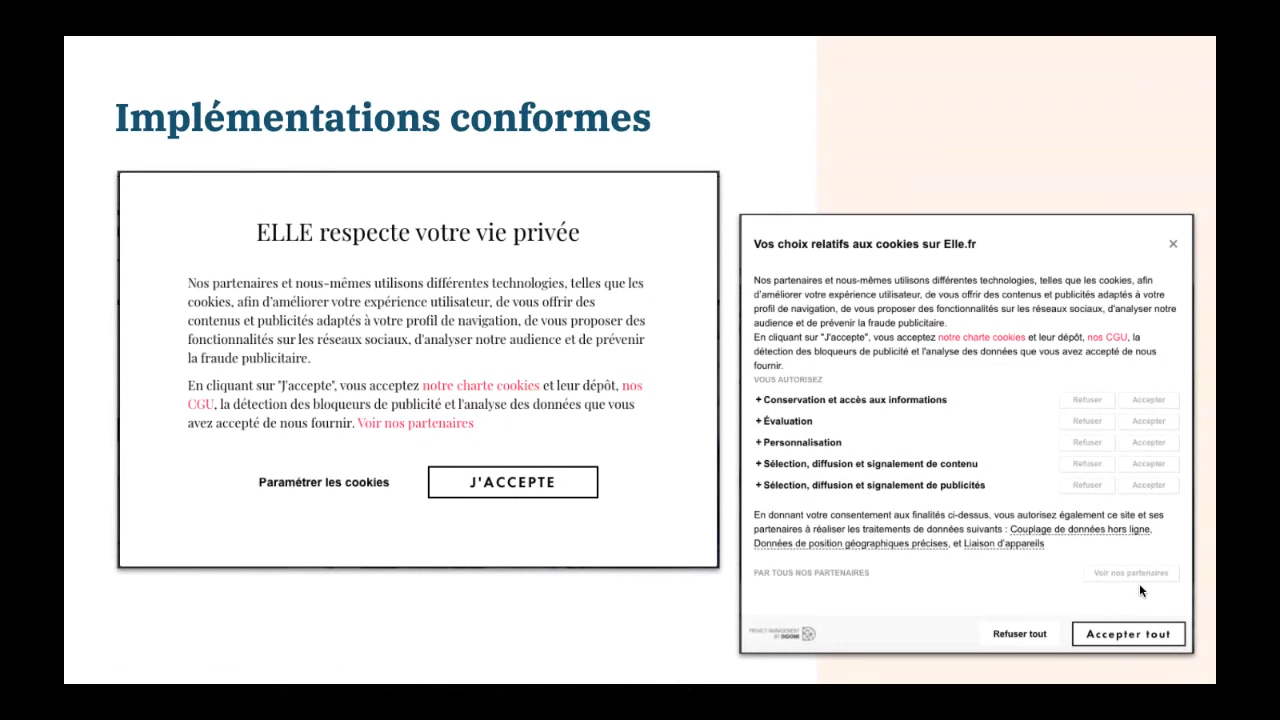 Implémentations conformes
ELLE respecte votre vie privée
Nos partenaires et nous-mêmes utilisons différentes technologies, telles que les
cookies, afin d'améliorer votre expérience utilisateur, de vous offrir des
contenus et publicités adaptés à votre profil de navigation, de vous proposer des
fonctionnalités sur les réseaux sociaux, d'analyser notre audience et de prévenir
la fraude publicitaire.
En cliquant sur "J'accepte", vous acceptez notre charte cookies et leur dépôt, nos
CGU, la détection des bloqueurs de publicité et l'analyse des données que vous
avez accepté de nous fournir. Voir nos partenaires
Paramétrer les cookies
J'ACCEPTE
Vos choix relatifs aux cookies sur Elle.fr
Nos partenaires et nous-mêmes utilisons différentes technologies, telles que les cookies, afin
d'améliorer votre expérience utilisateur, de vous offrir des contenus et publicités adaptés à votre
profil de navigation, de vous proposer des fonctionnalités sur les réseaux sociaux, d'analyser notre
audience et de prévenir la fraude publicitaire.
En cliquant sur "J'accepte", vous acceptez notre charte cookies et leur dépôt, nos CGU, la
détection des bloqueurs de publicité et l'analyse des données que vous avez accepté de nous
fournir.
VOUS AUTORISEZ
+ Conservation et accès aux informations Refuser Accepter
+ Évaluation Refuser Accepter
+ Personnalisation Refuser Accepter
+ Sélection, diffusion et signalement de contenu Refuser Accepter
+ Sélection, diffusion et signalement de publicités Refuser Accepter
En donnant votre consentement aux finalités ci-dessus, vous autorisez également ce site et ses
partenaires à réaliser les traitements de données suivants : Couplage de données hors ligne,
Données de position géographiques précises, et Liaison d'appareils
PAR TOUS NOS PARTENAIRES Voir nos partenaires
PRIVACY MANAGEMENT
BY DIDOMI
Refuser tout
Accepter tout